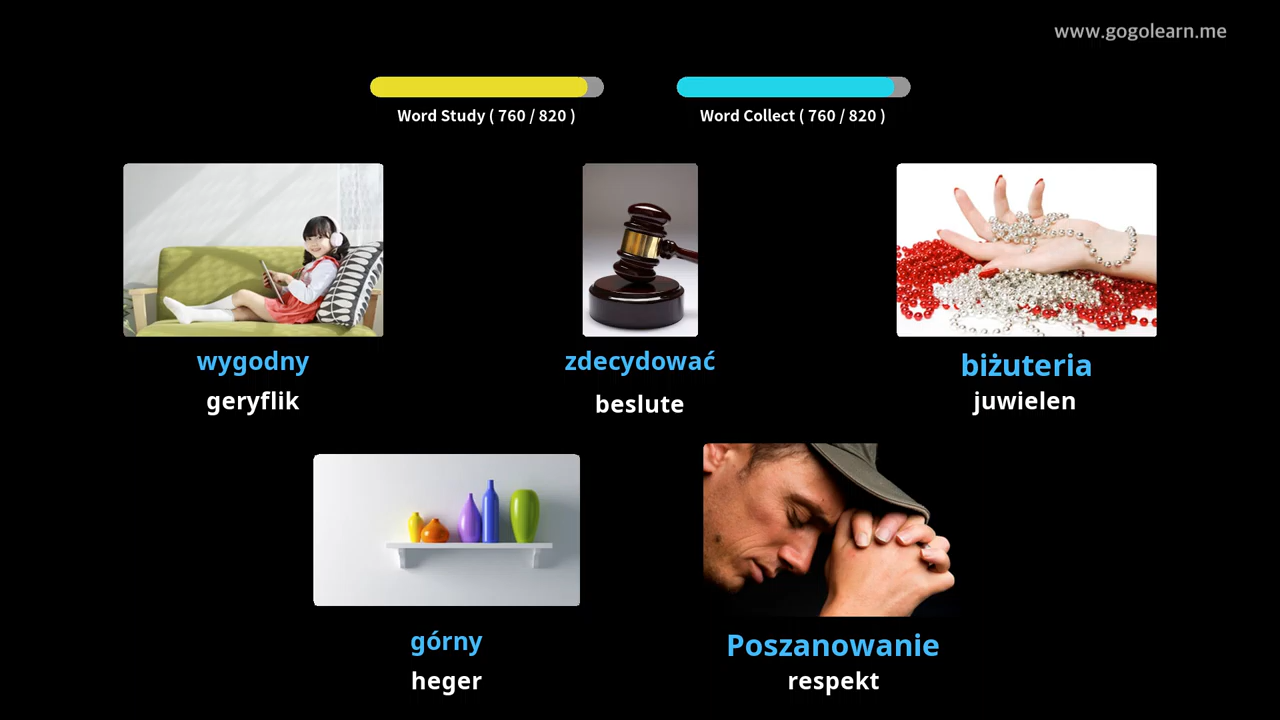 www.gogolearn.me
Word Study ( 760 / 820 )
Word Collect ( 760 / 820 )
wygodny
geryflik
zdecydować
beslute
biżuteria
juwielen
górny
heger
Poszanowanie
respekt